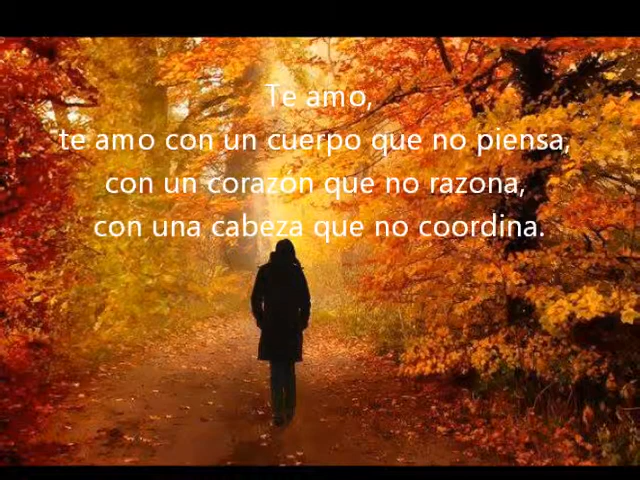 Te amo,
te amo con un cuerpo que no piensa,
con un corazón que no razona,
con una cabeza que no coordina.